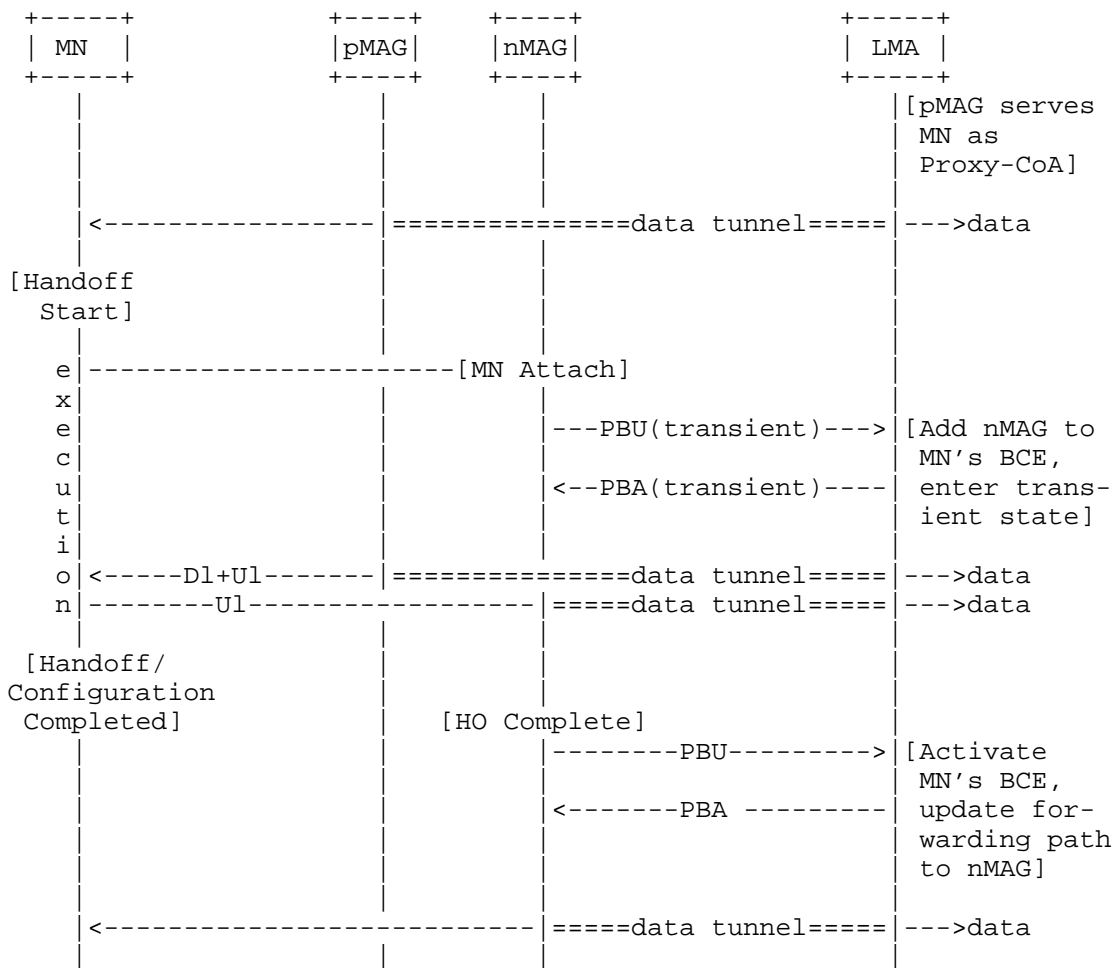 MN pMAG nMAG LMA
[pMAG serves
MN as
Proxy-CoA]
data tunnel data
[Handoff
Start]
e [MN Attach]
x
e PBU(transient) [Add nMAG to
c MN's BCE,
u PBA(transient) enter trans-
t ient state]
i
o Dl+Ul data tunnel data
n Ul data tunnel data
[Handoff/
Configuration
Completed] [HO Complete]
PBU [Activate
MN's BCE,
PBA update for-
warding path
to nMAG]
data tunnel data